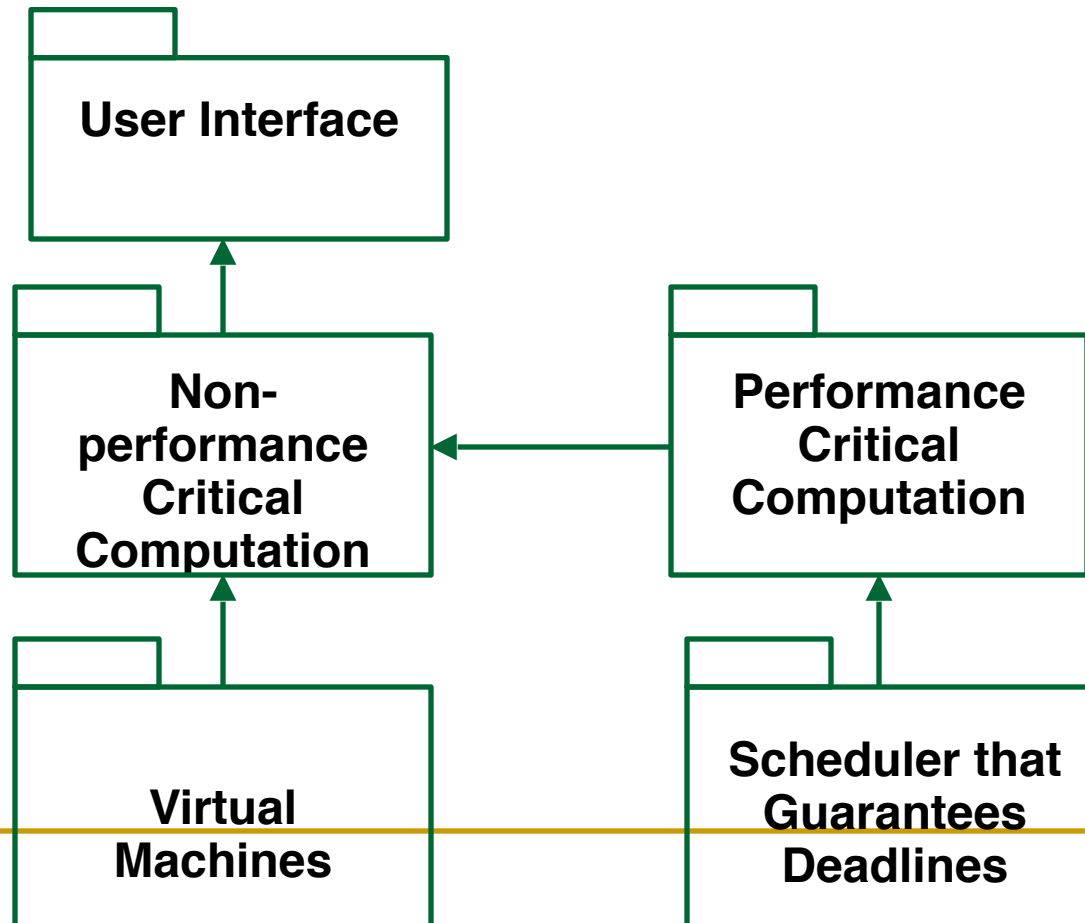 User Interface
Non-
performance
Critical
Computation
Performance
Critical
Computation
Virtual
Machines
Scheduler that
Guarantees
Deadlines